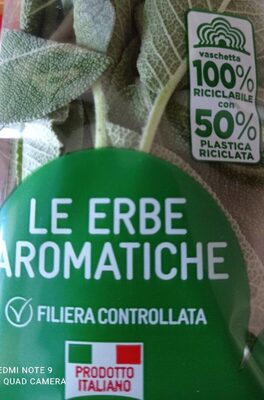 vaschetta
100%
RICICLABILE
con
50%
PLASTICA
RICICLATA
LE ERBE
AROMATICHE
FILIERA CONTROLLATA
PRODOTTO
ITALIANO
REDMI NOTE 9
QUAD CAMERA